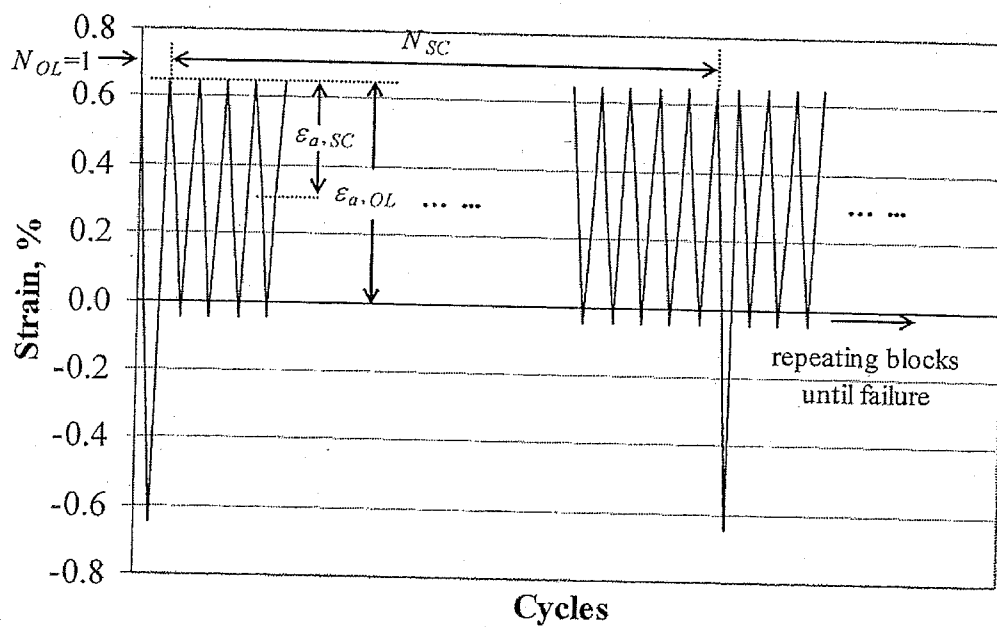 0.8
N_OL=1
N_SC
0.6
ε_a,SC
0.4
ε_a,OL
... ...
... ...
0.2
0.0
-0.2
-0.4
-0.6
-0.8
Strain, %
repeating blocks
until failure
Cycles